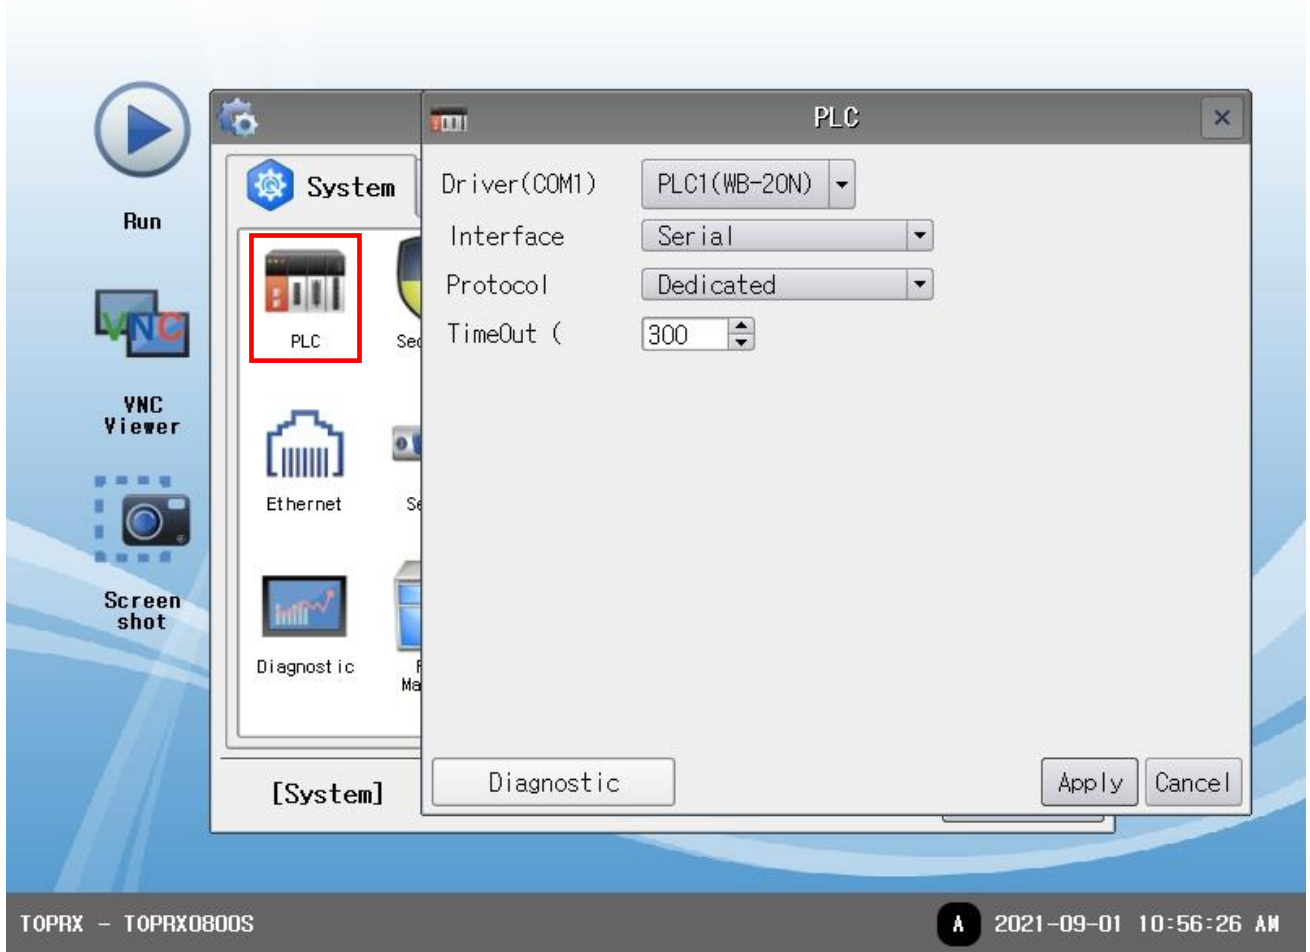 PLC
System
Driver(COM1)
PLC1(WB-20N)
Run
Interface
Serial
Protocol
Dedicated
TimeOut (
300
PLC
VNC
VNC
Viewer
Ethernet
Screen
shot
Diagnostic
[System]
Diagnostic
Apply
Cancel
TOPRX - TOPRX0800S
A
2021-09-01 10:56:26 AM